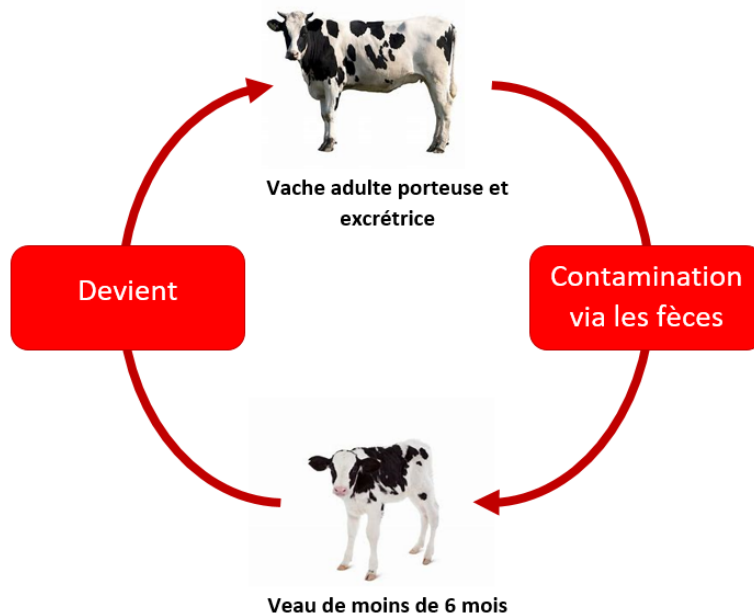 Vache adulte porteuse et
excrétrice
Devient
Contamination
via les fèces
Veau de moins de 6 mois